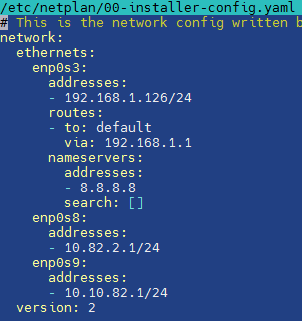 /etc/netplan/00-installer-config.yaml
# This is the network config written b
network:
  ethernets:
    enp0s3:
      addresses:
      - 192.168.1.126/24
      routes:
      - to: default
        via: 192.168.1.1
      nameservers:
        addresses:
        - 8.8.8.8
        search: []
    enp0s8:
      addresses:
      - 10.82.2.1/24
    enp0s9:
      addresses:
      - 10.10.82.1/24
  version: 2